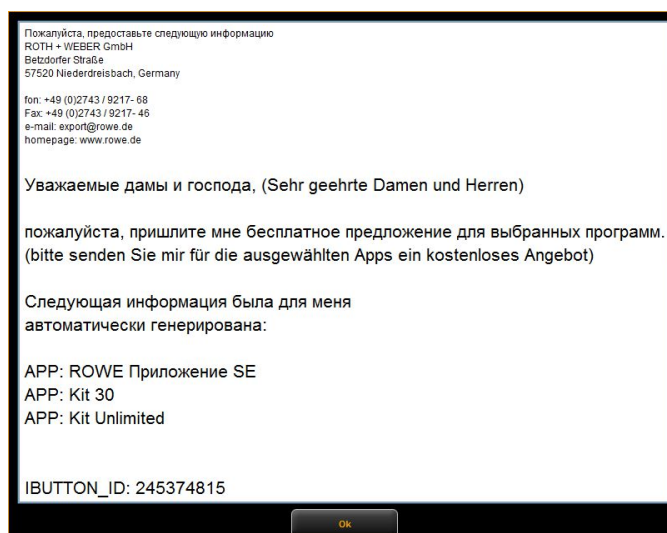 Пожалуйста, предоставьте следующую информацию
ROTH + WEBER GmbH
Betzdorfer Straße
57520 Niederdreisbach, Germany
fon: +49 (0)2743 / 9217- 68
Fax: +49 (0)2743 / 9217- 46
e-mail: export@rowe.de
homepage: www.rowe.de
Уважаемые дамы и господа, (Sehr geehrte Damen und Herren)
пожалуйста, пришлите мне бесплатное предложение для выбранных программ.
(bitte senden Sie mir für die ausgewählten Apps ein kostenloses Angebot)
Следующая информация была для меня
автоматически генерирована:
APP: ROWE Приложение SE
APP: Kit 30
APP: Kit Unlimited
IBUTTON_ID: 245374815
Ok